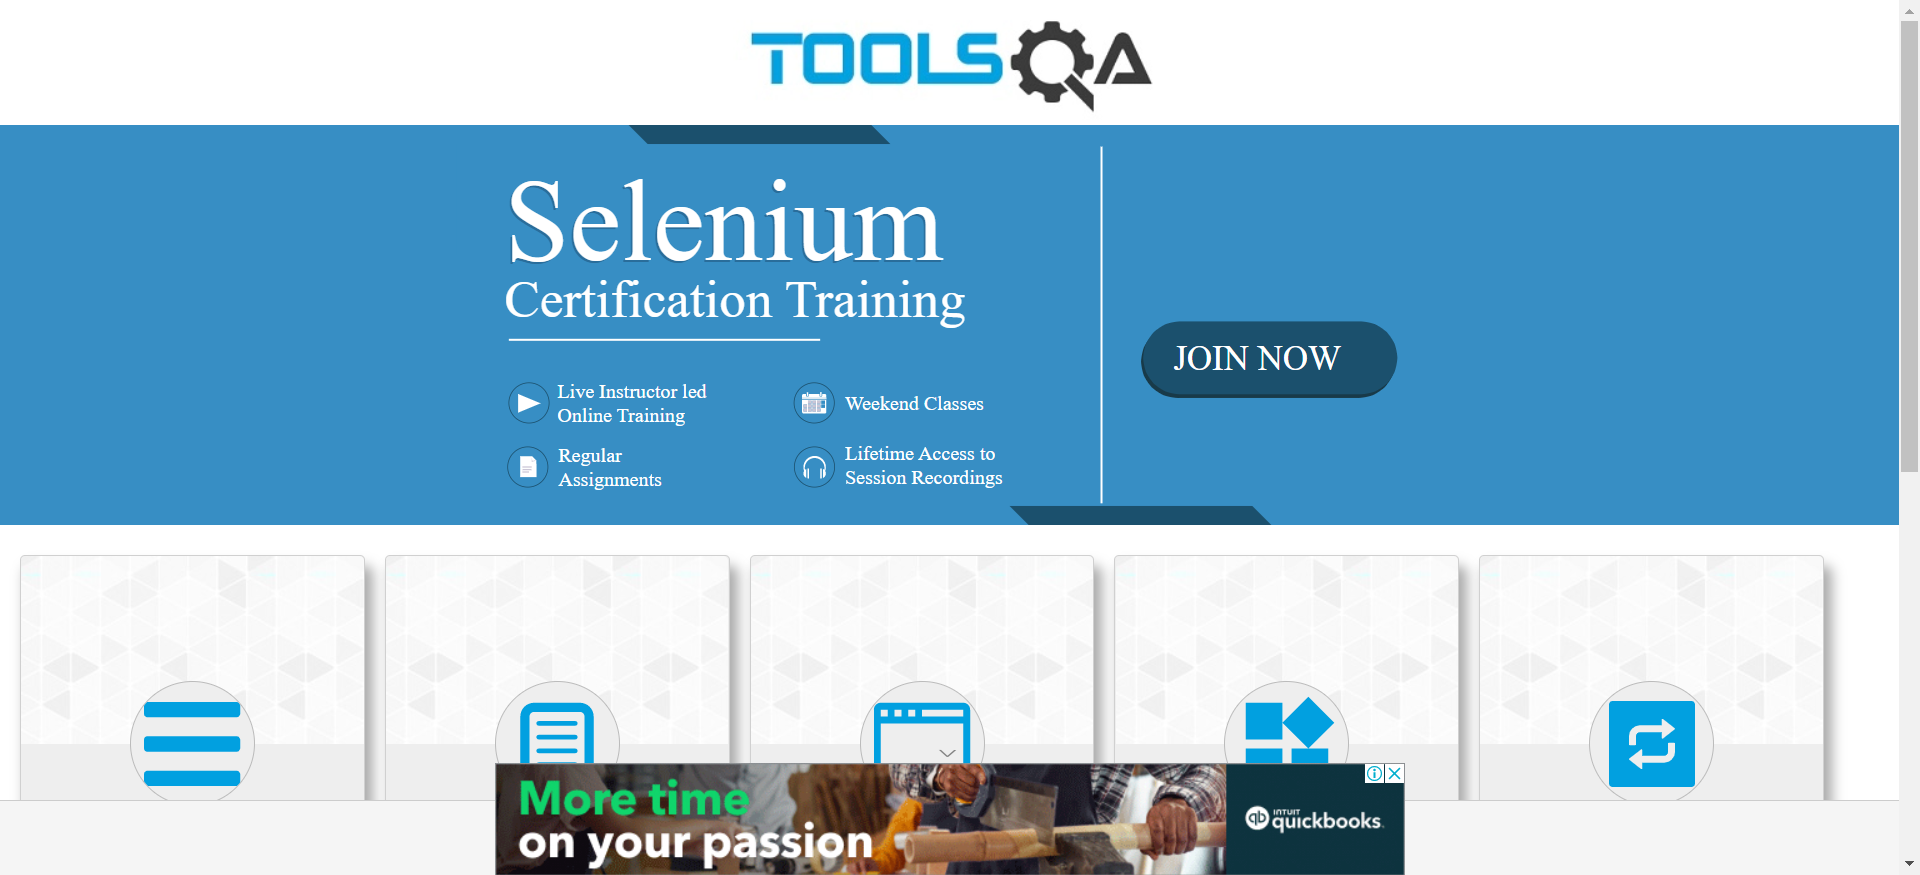 TOOLSQA
Selenium
Certification Training
JOIN NOW
Live Instructor led
Online Training
Weekend Classes
Regular
Assignments
Lifetime Access to
Session Recordings
More time
on your passion
INTUIT
quickbooks.